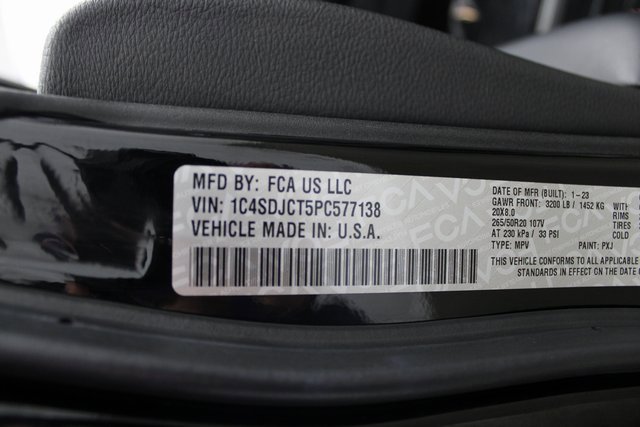 MFD BY: FCA US LLC
VIN: 1C4SDJCT5PC577138
VEHICLE MADE IN: U.S.A.
DATE OF MFR (BUILT): 1-23
GAWR FRONT: 3200 LB / 1452 KG
20X8.0 RIMS
265/50R20 107V TIRES
AT 230 kPa / 33 PSI COLD
TYPE: MPV PAINT: PXJ
THIS VEHICLE CONFORMS TO ALL APPLICABLE
STANDARDS IN EFFECT ON THE DATE